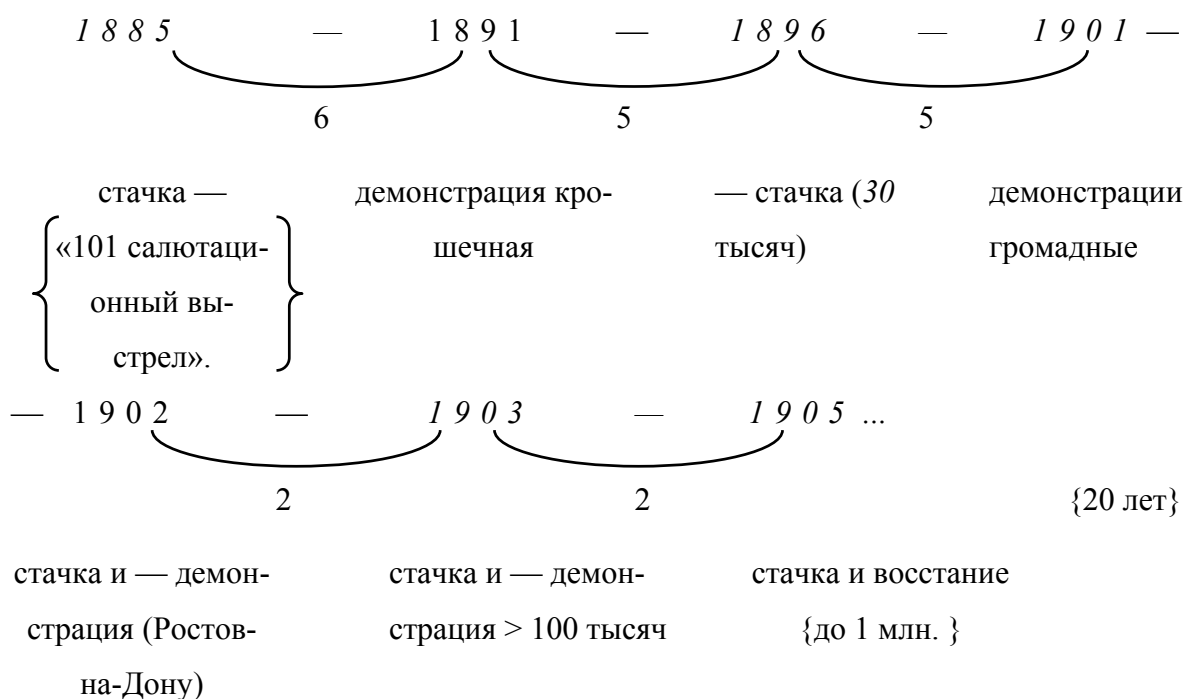 1885 — 1891 — 1896 — 1901 —
6 5 5
стачка — демонстрация кро- — стачка (30 демонстрации
«101 салютаци- шечная тысяч) громадные
онный вы-
стрел».
— 1902 — 1903 — 1905 ...
2 2 {20 лет}
стачка и — демон- стачка и — демон- стачка и восстание
страция (Ростов- страция > 100 тысяч {до 1 млн. }
на-Дону)